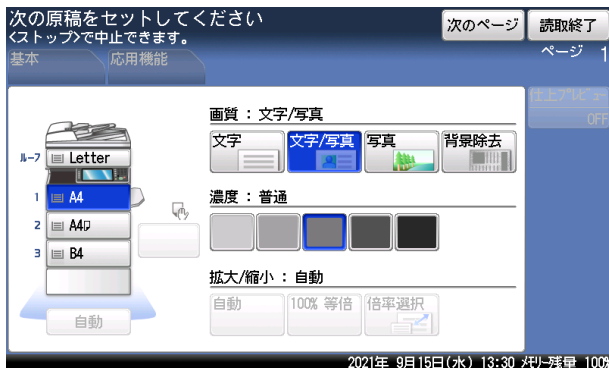 次の原稿をセットしてください
<ストップ>で中止できます。
次のページ
読取終了
基本
応用機能
ページ 1
仕上プレビュー
OFF
画質 : 文字/写真
文字
文字/写真
写真
背景除去
ルーフ Letter
1 A4
2 A4
3 B4
自動
濃度 : 普通
拡大/縮小 : 自動
自動
100% 等倍
倍率選択
2021年 9月15日(水) 13:30 メモリー残量 100%